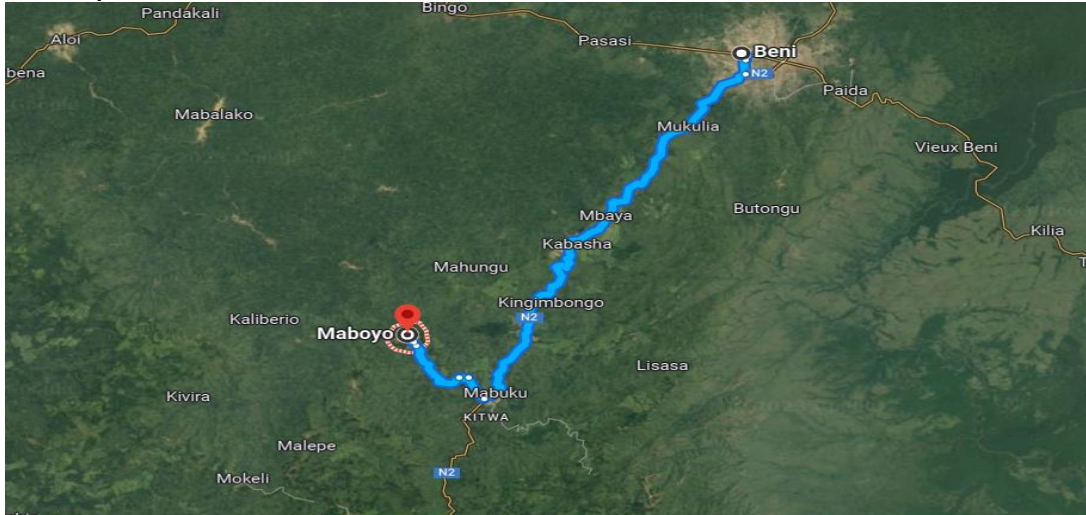 Pandakali
Bingo
Aloi
Pasasi
Beni
bena
N2
Paida
Mabalako
Mukulia
Vieux Beni
Butongu
Mbaya
Kilia
Kabasha
Mahungu
Kingimbongo
Kaliberio
N2
Maboyo
Lisasa
Mabuku
Kivira
KITWA
Malepe
N2
Mokeli